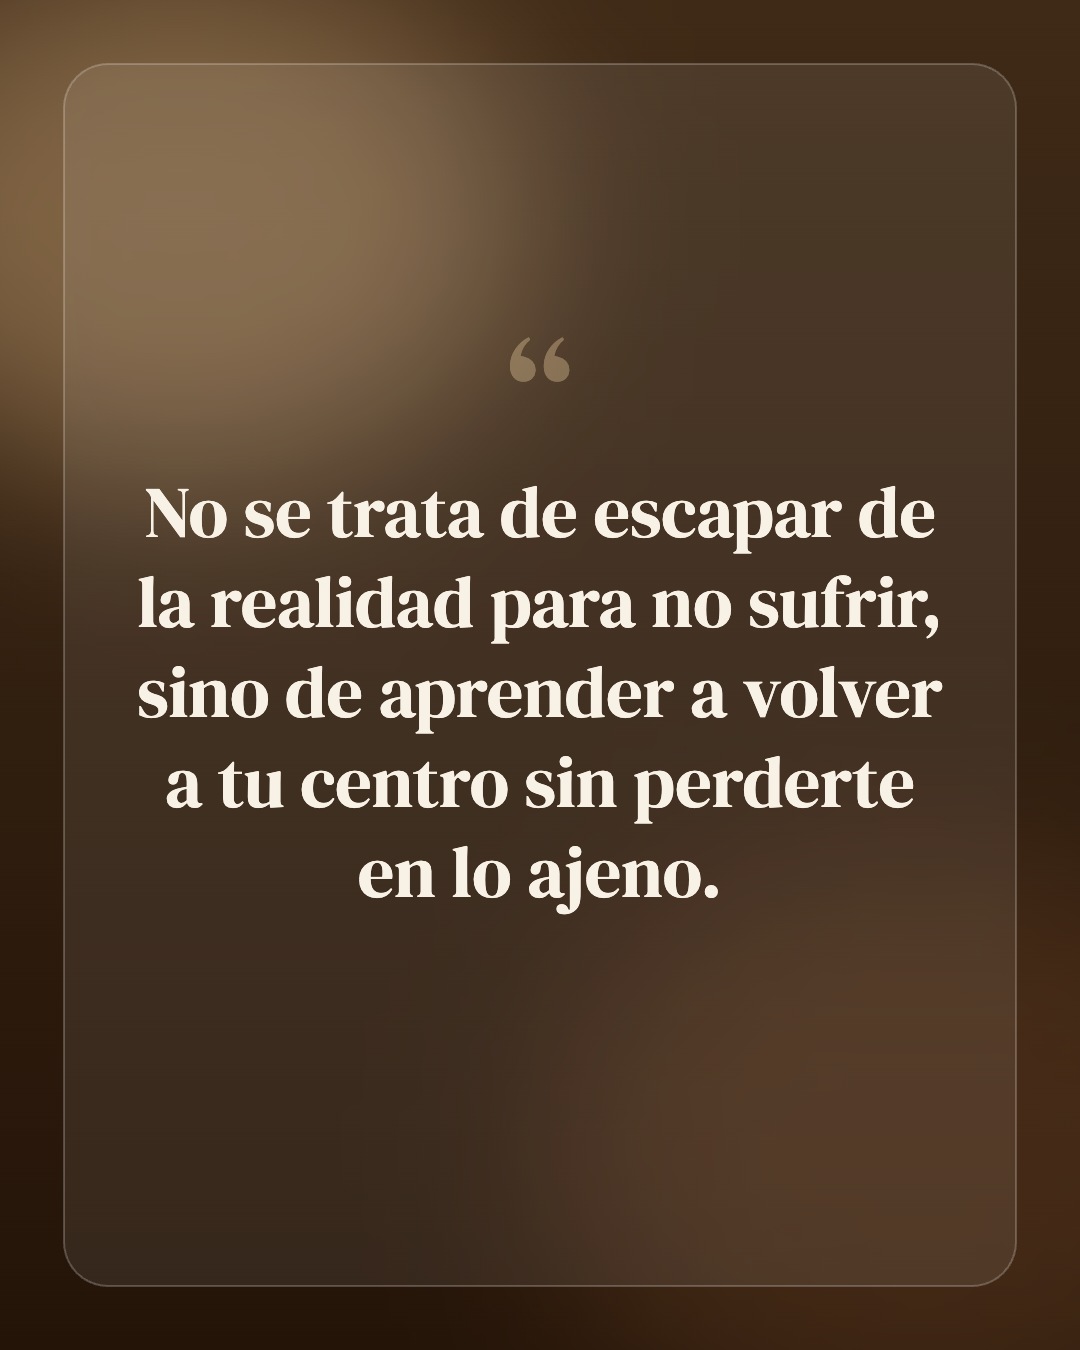 “
No se trata de escapar de
la realidad para no sufrir,
sino de aprender a volver
a tu centro sin perderte
en lo ajeno.